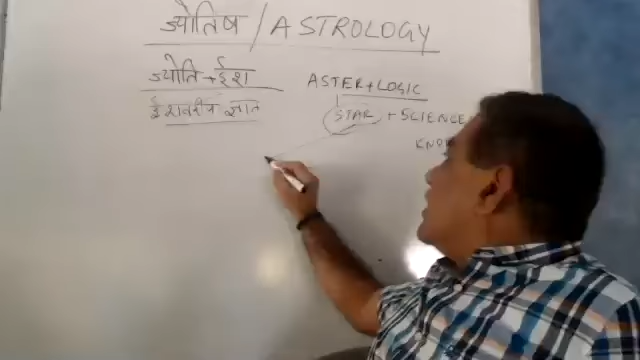 ज्योतिष / ASTROLOGY
ज्योति + ईश
ईश्वरीय ज्ञान
ASTER + LOGIC
STAR + SCIENCE